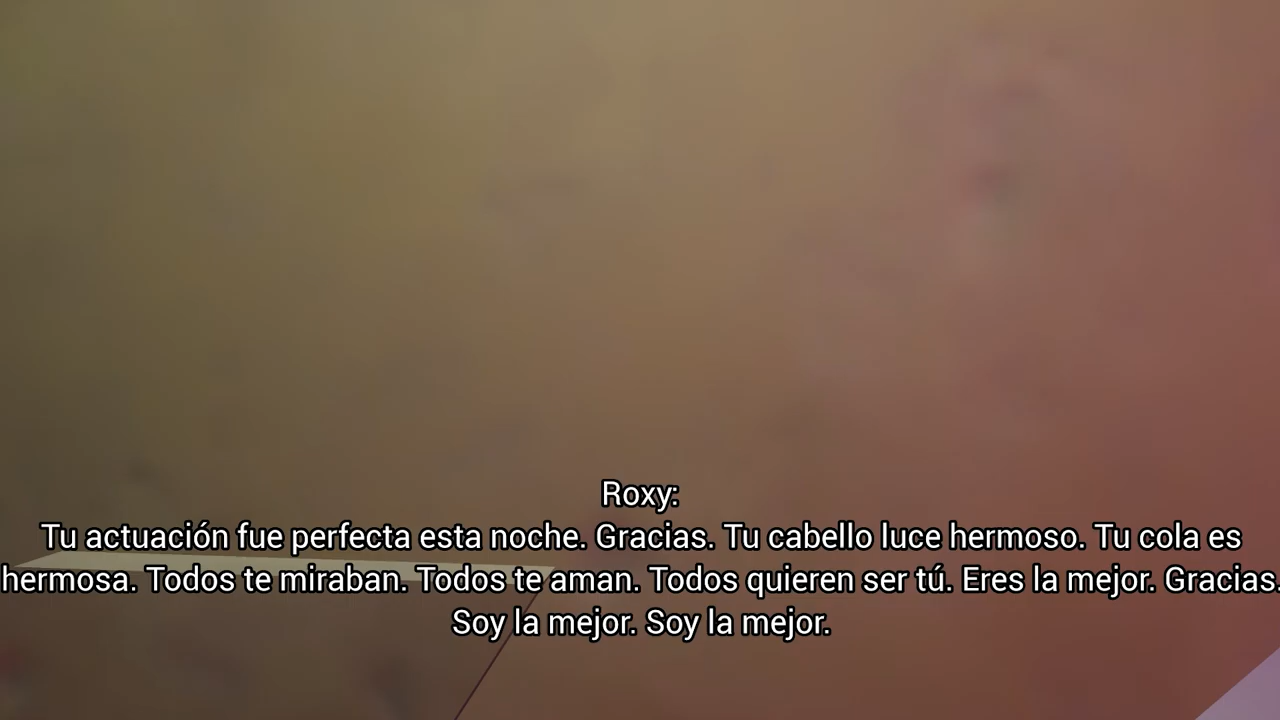 Roxy:
Tu actuación fue perfecta esta noche. Gracias. Tu cabello luce hermoso. Tu cola es
hermosa. Todos te miraban. Todos te aman. Todos quieren ser tú. Eres la mejor. Gracias.
Soy la mejor. Soy la mejor.